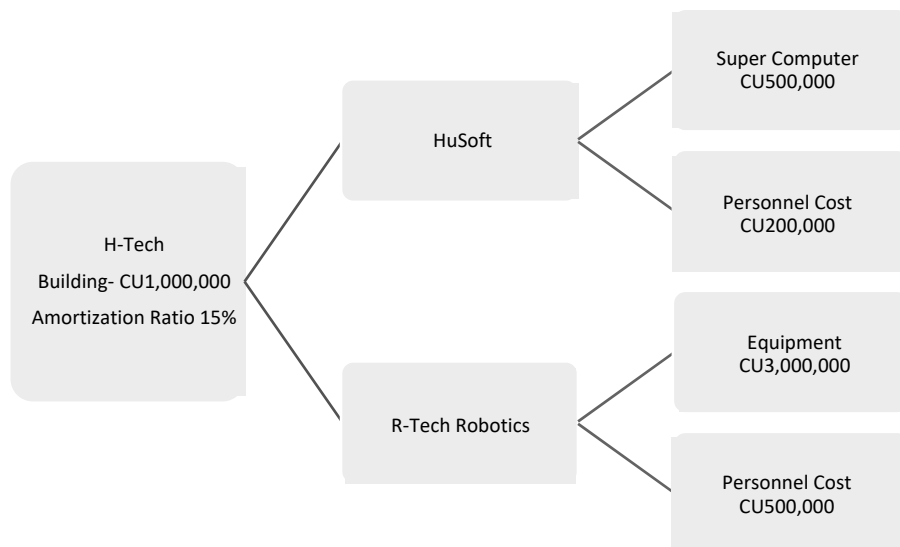 H-Tech
Building- CU1,000,000
Amortization Ratio 15%
HuSoft
Super Computer
CU500,000
Personnel Cost
CU200,000
R-Tech Robotics
Equipment
CU3,000,000
Personnel Cost
CU500,000